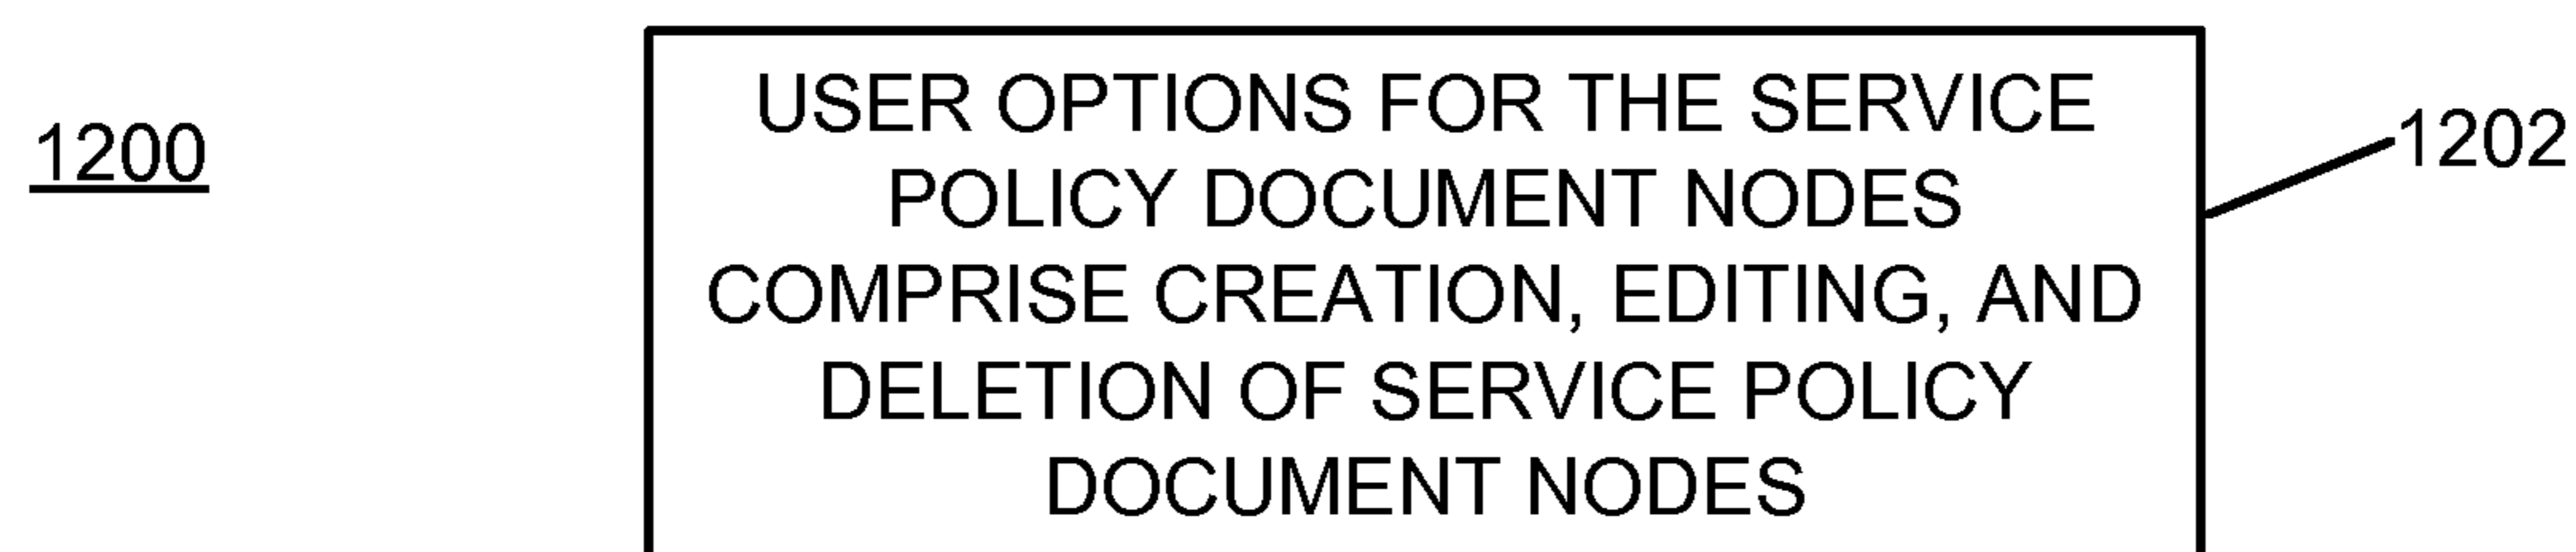 1200
USER OPTIONS FOR THE SERVICE
POLICY DOCUMENT NODES
COMPRISE CREATION, EDITING, AND
DELETION OF SERVICE POLICY
DOCUMENT NODES
1202